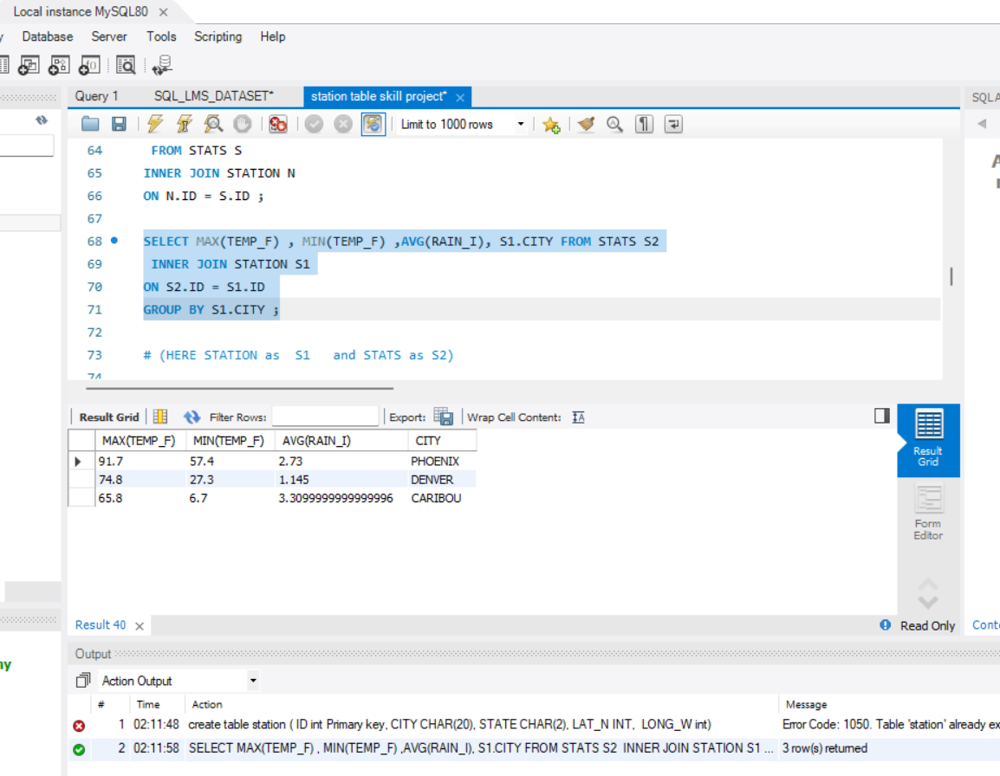 Local instance MySQL80
Database Server Tools Scripting Help
Query 1 SQL_LMS_DATASET* station table skill project*
Limit to 1000 rows
64 FROM STATS S
65 INNER JOIN STATION N
66 ON N.ID = S.ID ;
67
68 SELECT MAX(TEMP_F) , MIN(TEMP_F) ,AVG(RAIN_I), S1.CITY FROM STATS S2
69 INNER JOIN STATION S1
70 ON S2.ID = S1.ID
71 GROUP BY S1.CITY ;
72
73 # (HERE STATION as S1 and STATS as S2)
74
Result Grid Filter Rows: Export: Wrap Cell Content:
MAX(TEMP_F) MIN(TEMP_F) AVG(RAIN_I) CITY
91.7 57.4 2.73 PHOENIX
74.8 27.3 1.145 DENVER
65.8 6.7 3.3099999999999996 CARIBOU
Result
Grid
Form
Editor
Result 40 Read Only
Output
Action Output
# Time Action Message
1 02:11:48 create table station ( ID int Primary key, CITY CHAR(20), STATE CHAR(2), LAT_N INT, LONG_W int) Error Code: 1050. Table 'station' already ex
2 02:11:58 SELECT MAX(TEMP_F) , MIN(TEMP_F) ,AVG(RAIN_I), S1.CITY FROM STATS S2 INNER JOIN STATION S1 ... 3 row(s) returned